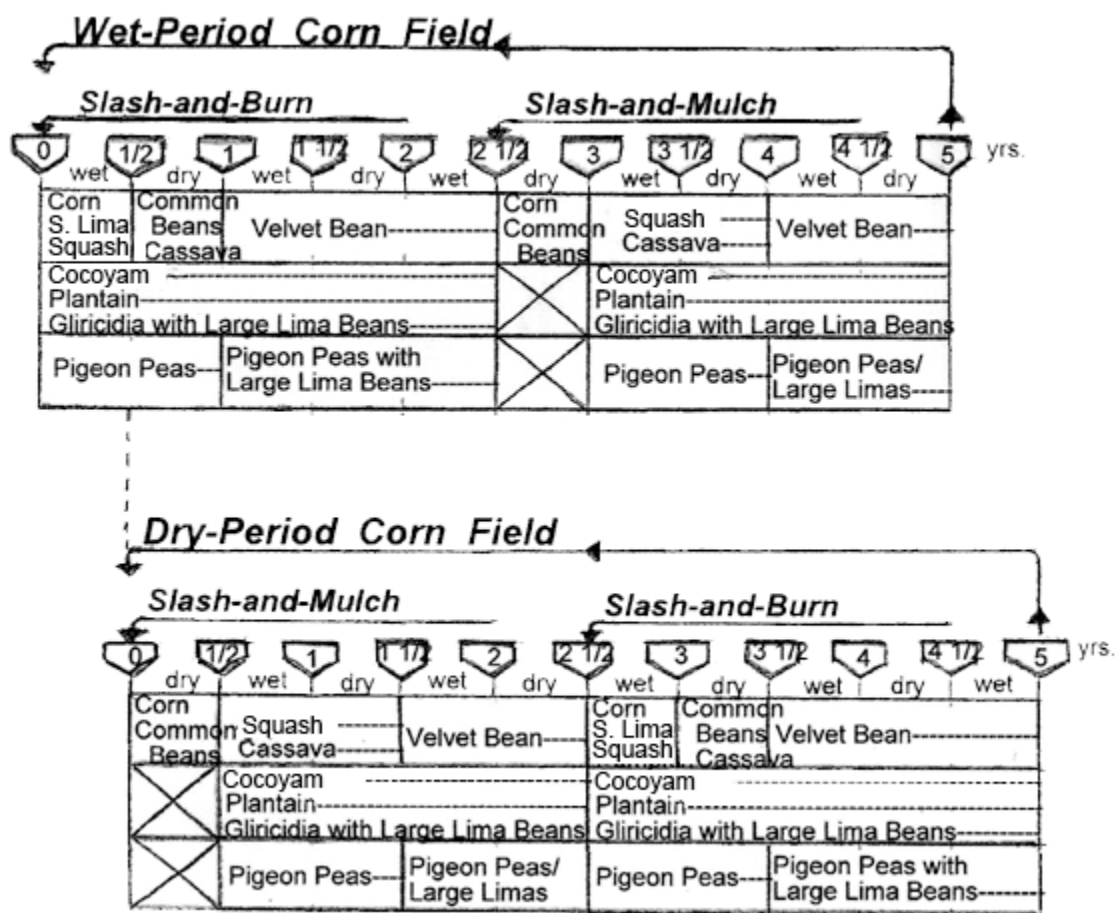 Wet-Period Corn Field
Slash-and-Burn Slash-and-Mulch
0 1/2 1 1 1/2 2 2 1/2 3 3 1/2 4 4 1/2 5 yrs.
wet dry wet dry wet dry wet dry wet dry
Corn Common Corn
S. Lima Beans Velvet Bean Common Squash Velvet Bean
Squash Cassava Beans Cassava
Cocoyam Cocoyam
Plantain Plantain
Gliricidia with Large Lima Beans Gliricidia with Large Lima Beans
Pigeon Peas Pigeon Peas with Pigeon Peas Pigeon Peas/
Large Lima Beans Large Limas
Dry-Period Corn Field
Slash-and-Mulch Slash-and-Burn
0 1/2 1 1 1/2 2 2 1/2 3 3 1/2 4 4 1/2 5 yrs.
dry wet dry wet dry wet dry wet dry wet
Corn Squash Corn Common
Common Cassava Velvet Bean S. Lima Beans Velvet Bean
Beans Squash Cassava
Cocoyam Cocoyam
Plantain Plantain
Gliricidia with Large Lima Beans Gliricidia with Large Lima Beans
Pigeon Peas Pigeon Peas/ Pigeon Peas Pigeon Peas with
Large Limas Large Lima Beans